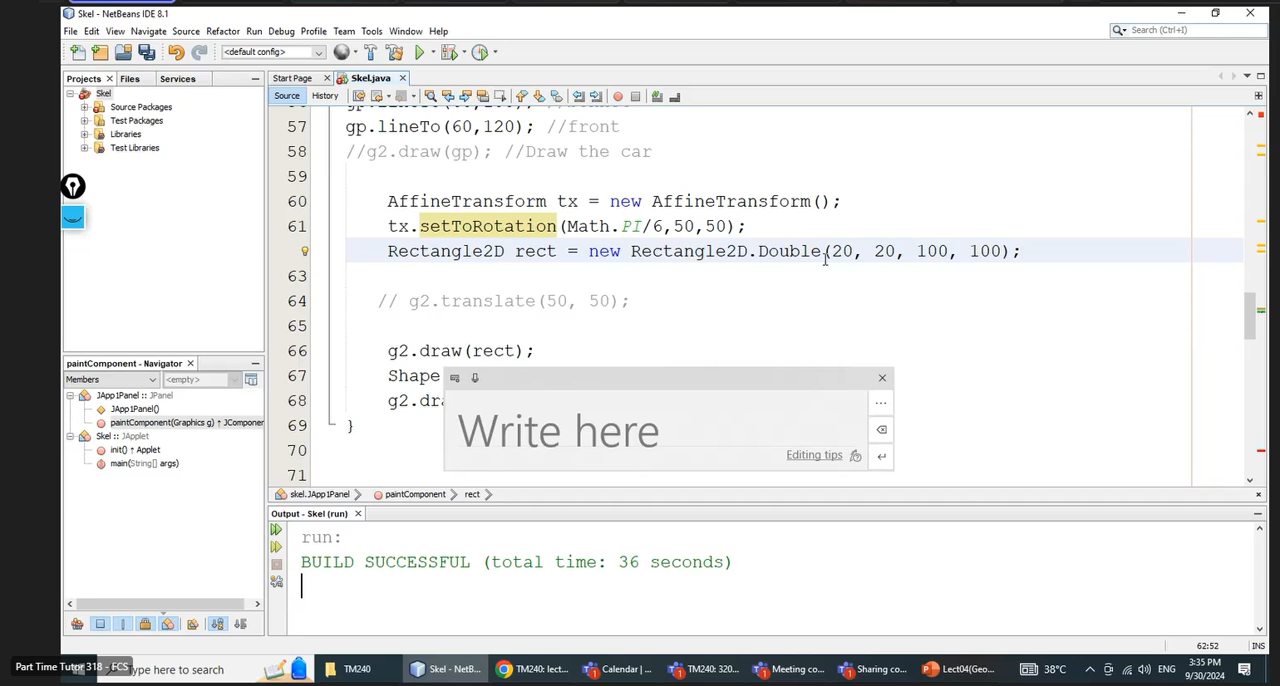 Skel - NetBeans IDE 8.1
File Edit View Navigate Source Refactor Run Debug Profile Team Tools Window Help
Search (Ctrl+I)
<default config>
Projects Files Services
Start Page Skel.java
Source History
Skel
Source Packages
Test Packages
Libraries
Test Libraries
57 gp.lineTo(60,120); //front
58 //g2.draw(gp); //Draw the car
59
60 AffineTransform tx = new AffineTransform();
61 tx.setToRotation(Math.PI/6,50,50);
Rectangle2D rect = new Rectangle2D.Double(20, 20, 100, 100);
63
64 // g2.translate(50, 50);
65
66 g2.draw(rect);
67 Shape
68 g2.dra
69 }
70
71
Write here
Editing tips
paintComponent - Navigator
Members <empty>
JApp1Panel :: JPanel
JApp1Panel()
paintComponent(Graphics g) ↑ JComponent
Skel :: JApplet
init() ↑ Applet
main(String[] args)
skel.JApp1Panel paintComponent rect
Output - Skel (run)
run:
BUILD SUCCESSFUL (total time: 36 seconds)
62:52 INS
Part Time Tutor 318 - FCS
Type here to search
TM240
Skel - NetB...
TM240: lect...
Calendar | ...
TM240: 320...
Meeting co...
Sharing co...
Lect04(Geo...
38°C
ENG
3:35 PM
9/30/2024